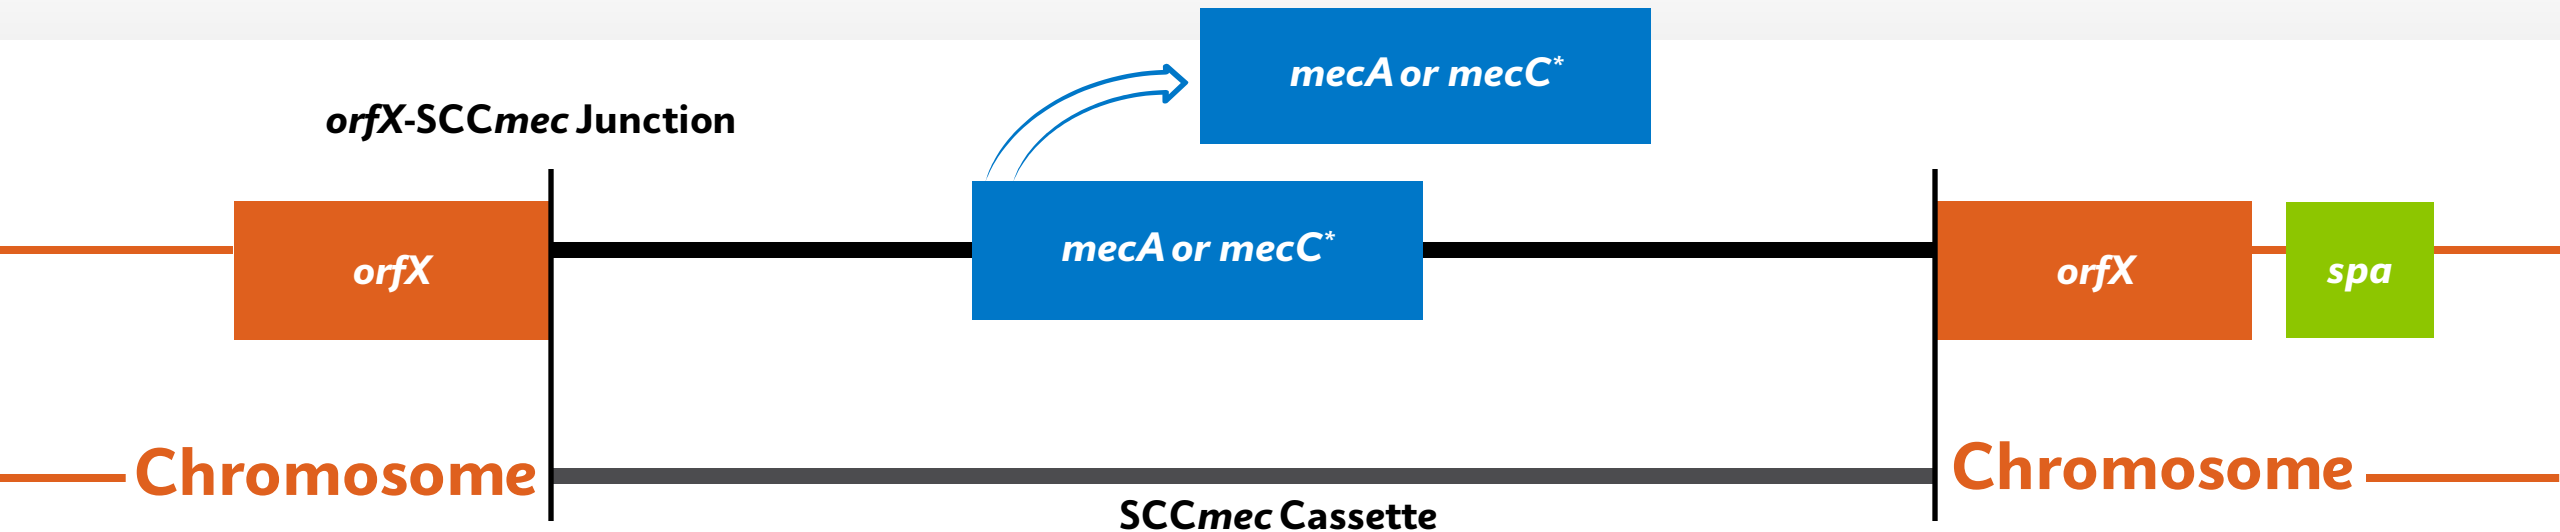 mecA or mecC*
orfX-SCCmec Junction
orfX
mecA or mecC*
orfX
spa
Chromosome
Chromosome
SCCmec Cassette